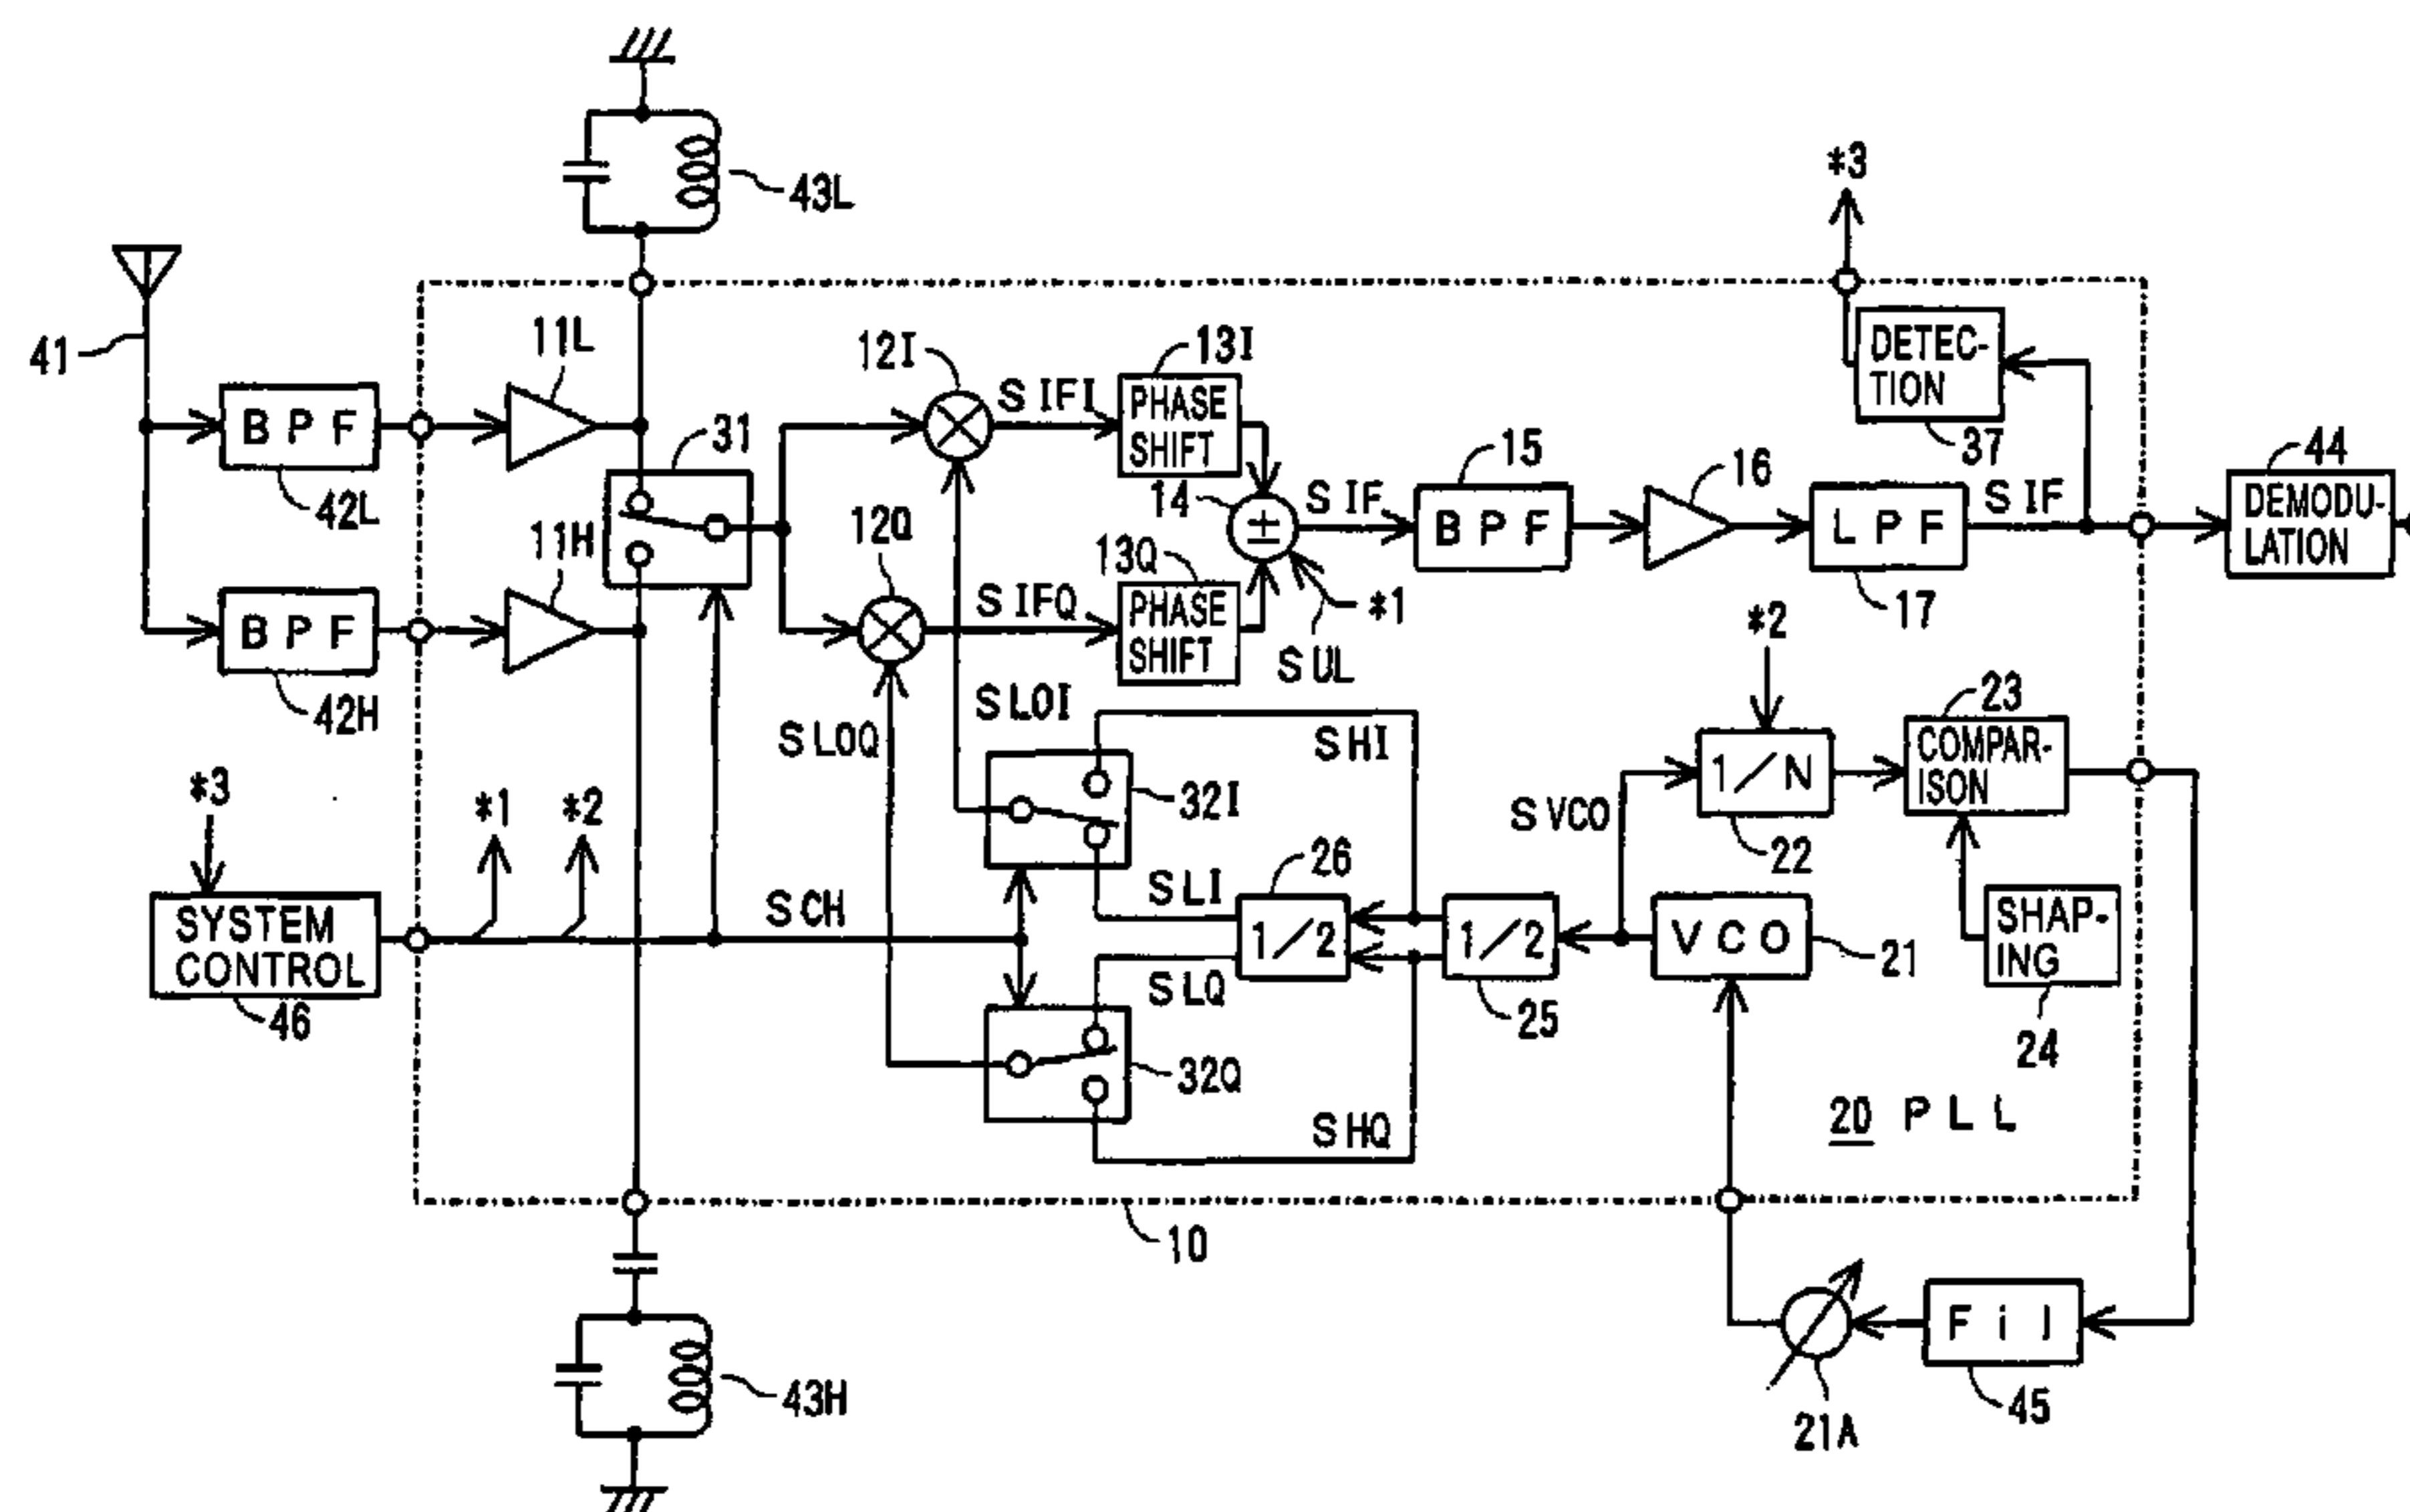 43L
*3
41
11L
12I
S IFI
13I
PHASE
SHIFT
DETEC-
TION
37
B P F
42L
31
14
±
S IF
15
B P F
16
L P F
17
S IF
44
DEMODU-
LATION
11H
12Q
S IFQ
13Q
PHASE
SHIFT
*1
S UL
B P F
42H
*2
S LOI
S LOQ
S HI
1/N
22
23
COMPAR-
ISON
*3
*1
*2
32I
S VCO
SYSTEM
CONTROL
46
S CH
S LI
26
1/2
S LQ
1/2
25
V C O
21
SHAP-
ING
24
32Q
S HQ
20 P L L
10
43H
21A
F i l
45